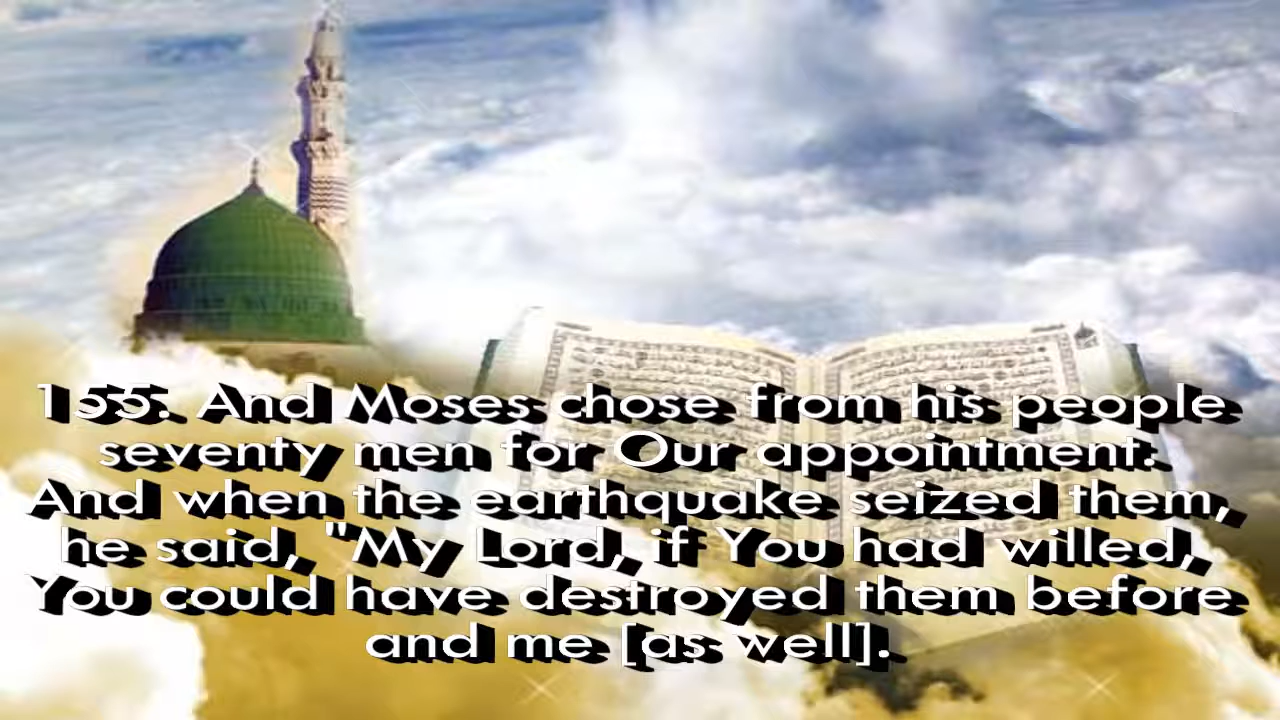 155. And Moses chose from his people
seventy men for Our appointment.
And when the earthquake seized them,
he said, "My Lord, if You had willed,
You could have destroyed them before
and me [as well].